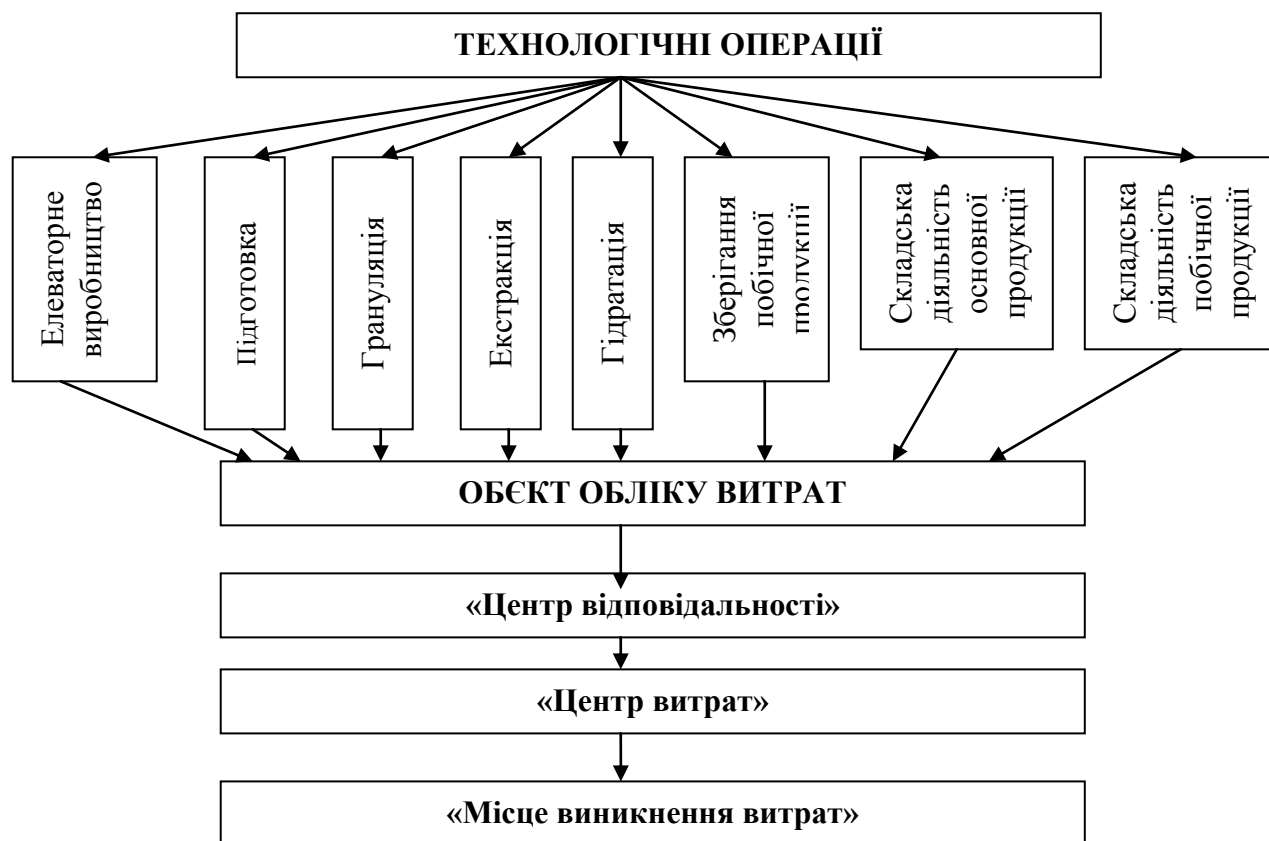 ТЕХНОЛОГІЧНІ ОПЕРАЦІЇ
Елеваторне
виробництво
Підготовка
Грануляція
Екстракція
Гідратація
Зберігання
побічної
продукції
Складська
діяльність
основної
продукції
Складська
діяльність
побічної
продукції
ОБЄКТ ОБЛІКУ ВИТРАТ
«Центр відповідальності»
«Центр витрат»
«Місце виникнення витрат»